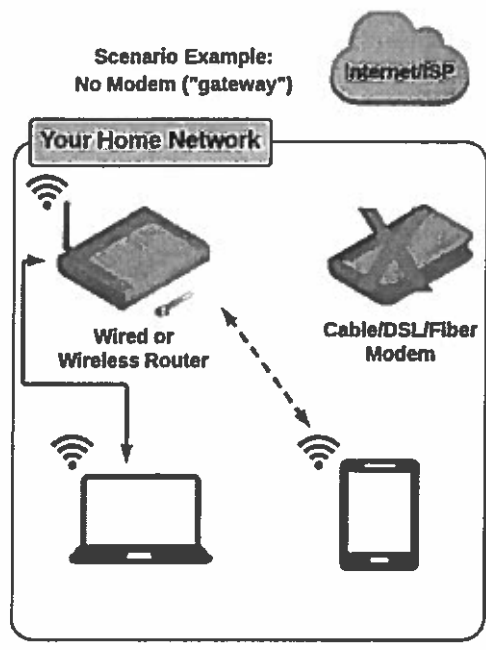 Scenario Example:
No Modem ("gateway")
Internet/ISP
Your Home Network
Wired or
Wireless Router
Cable/DSL/Fiber
Modem